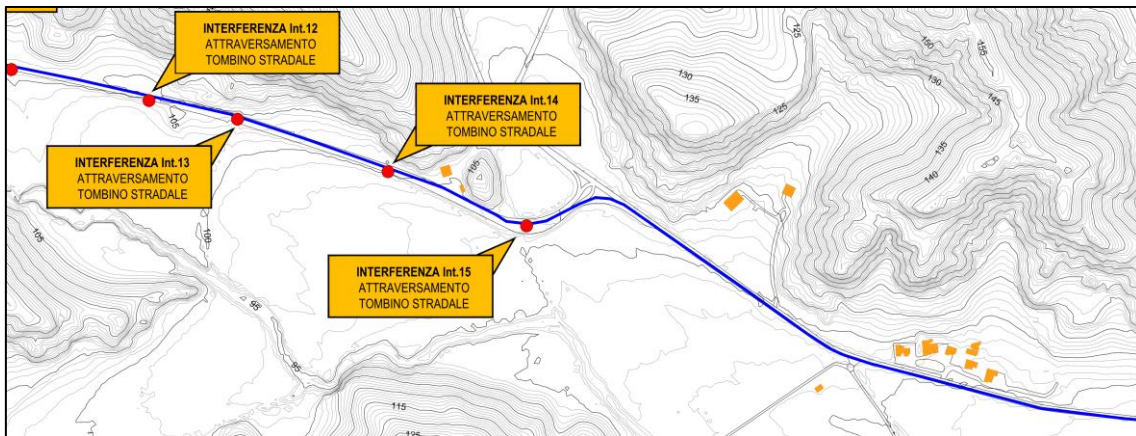 INTERFERENZA Int.12
ATTRAVERSAMENTO
TOMBINO STRADALE
INTERFERENZA Int.14
ATTRAVERSAMENTO
TOMBINO STRADALE
INTERFERENZA Int.13
ATTRAVERSAMENTO
TOMBINO STRADALE
INTERFERENZA Int.15
ATTRAVERSAMENTO
TOMBINO STRADALE
125
130
135
125
150
155
130
145
135
140
105
105
100
105
95
95
115
125